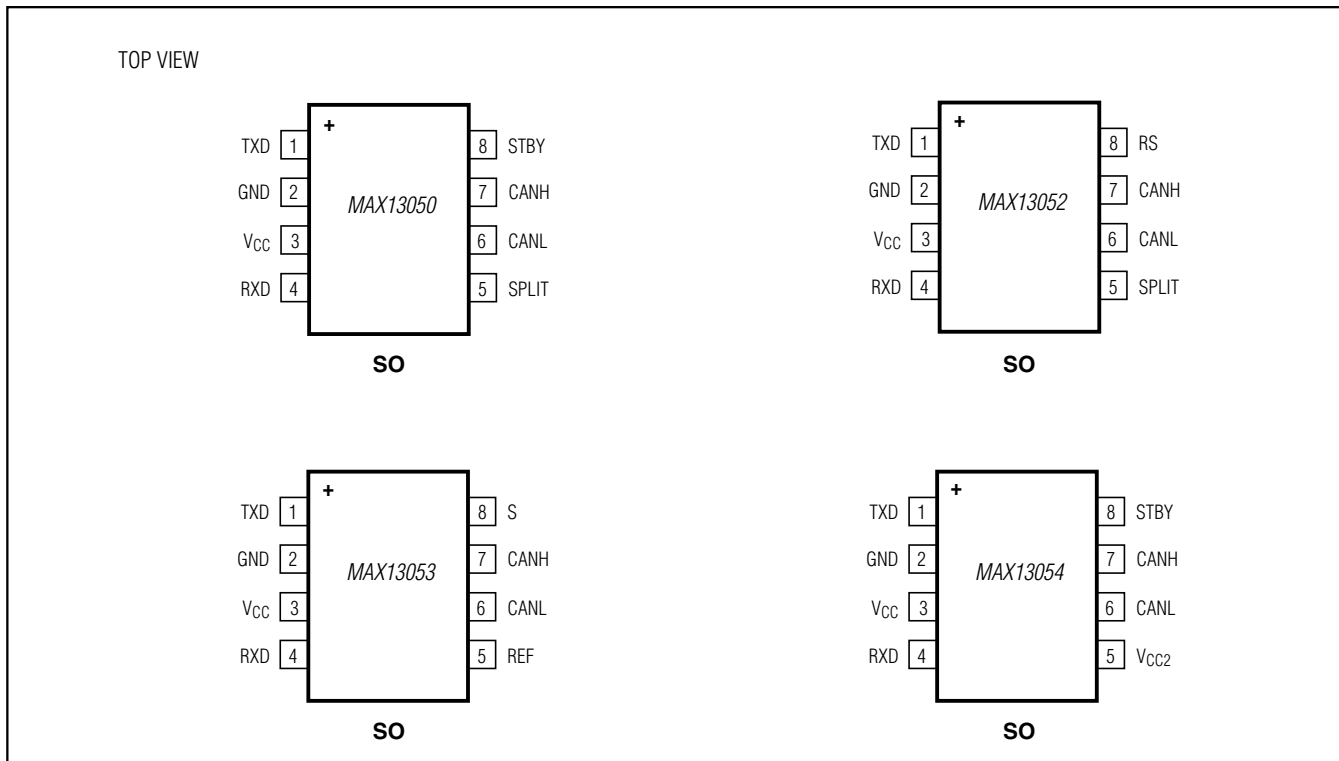 TOP VIEW
+
TXD 1 8 STBY
GND 2 7 CANH
MAX13050
VCC 3 6 CANL
RXD 4 5 SPLIT
SO
+
TXD 1 8 RS
GND 2 7 CANH
MAX13052
VCC 3 6 CANL
RXD 4 5 SPLIT
SO
+
TXD 1 8 S
GND 2 7 CANH
MAX13053
VCC 3 6 CANL
RXD 4 5 REF
SO
+
TXD 1 8 STBY
GND 2 7 CANH
MAX13054
VCC 3 6 CANL
RXD 4 5 VCC2
SO